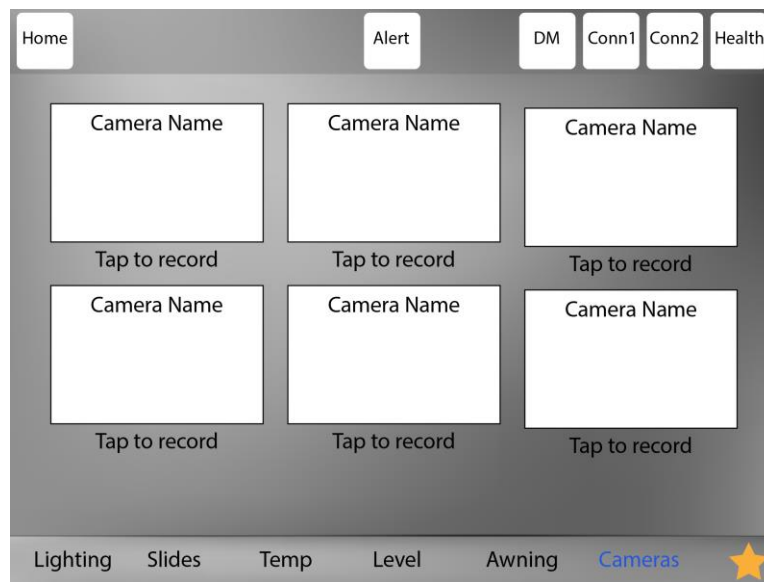 Home Alert DM Conn1 Conn2 Health
Camera Name Camera Name Camera Name
Tap to record Tap to record Tap to record
Camera Name Camera Name Camera Name
Tap to record Tap to record Tap to record
Lighting Slides Temp Level Awning Cameras